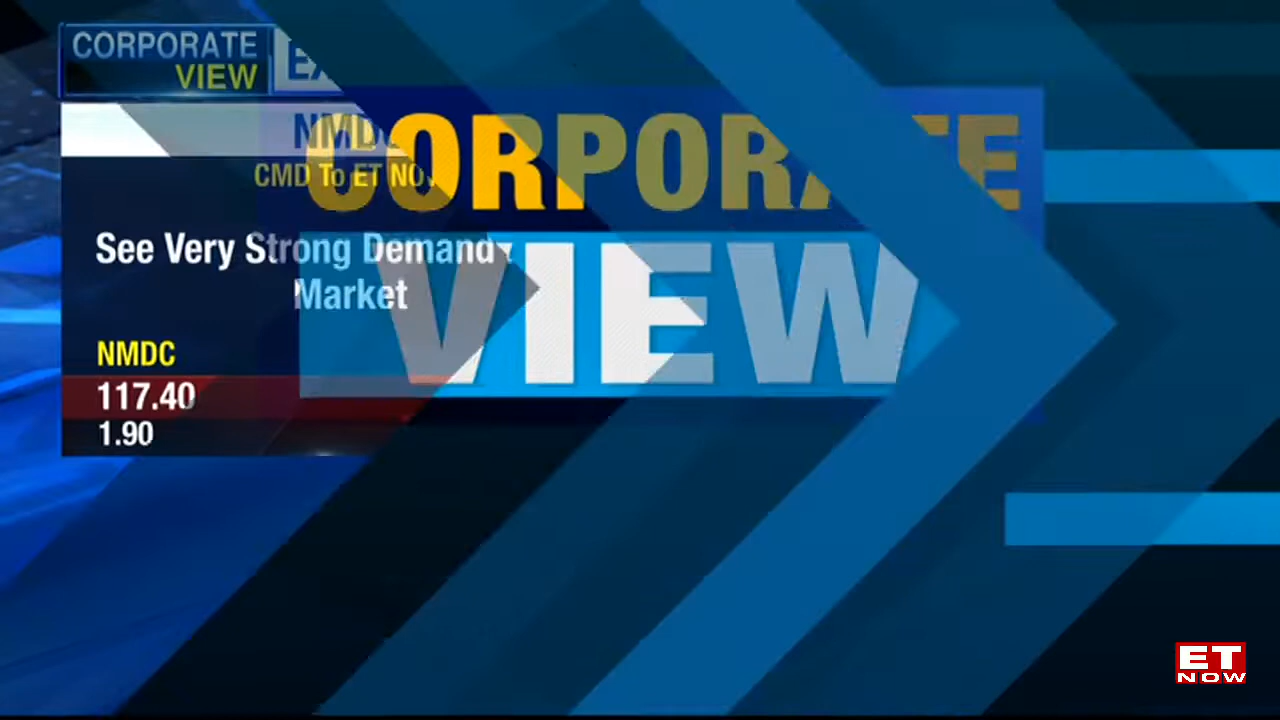 CORPORATE
VIEW
CORPORATE
VIEW
CMD To ET
See Very Strong Demand
Market
NMDC
117.40
1.90
ET
NOW